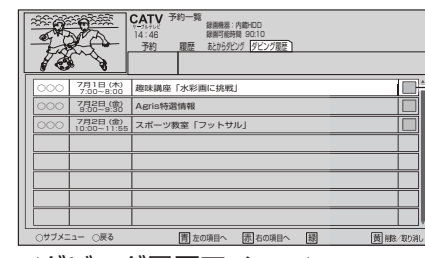 CATV 予約一覧
ケーブルテレビ 録画機器：内蔵HDD
14：46 録画可能時間 90：10
予約 履歴 あとからダビング ダビング履歴
○○○ 7月1日（木） 7:00~8:00 趣味講座「水彩画に挑戦」
○○○ 7月2日（金） 9:00~9:30 Agris特選情報
○○○ 7月2日（金） 10:00~11:55 スポーツ教室「フットサル」
○サブメニュー ○戻る 青 左の項目へ 赤 右の項目へ 緑 黄 削除／取り消し